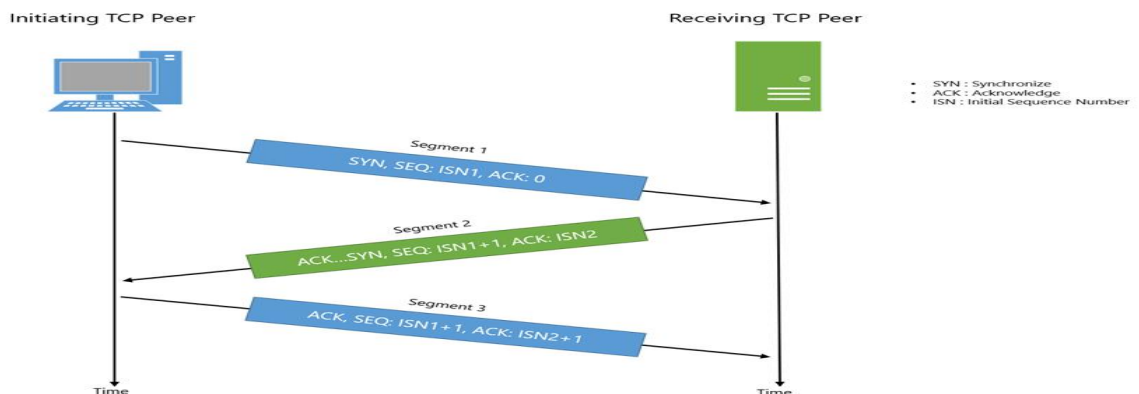 Initiating TCP Peer
Receiving TCP Peer
• SYN : Synchronize
• ACK : Acknowledge
• ISN : Initial Sequence Number
Segment 1
SYN, SEQ: ISN1, ACK: 0
Segment 2
ACK...SYN, SEQ: ISN1+1, ACK: ISN2
Segment 3
ACK, SEQ: ISN1+1, ACK: ISN2+1
Time
Time